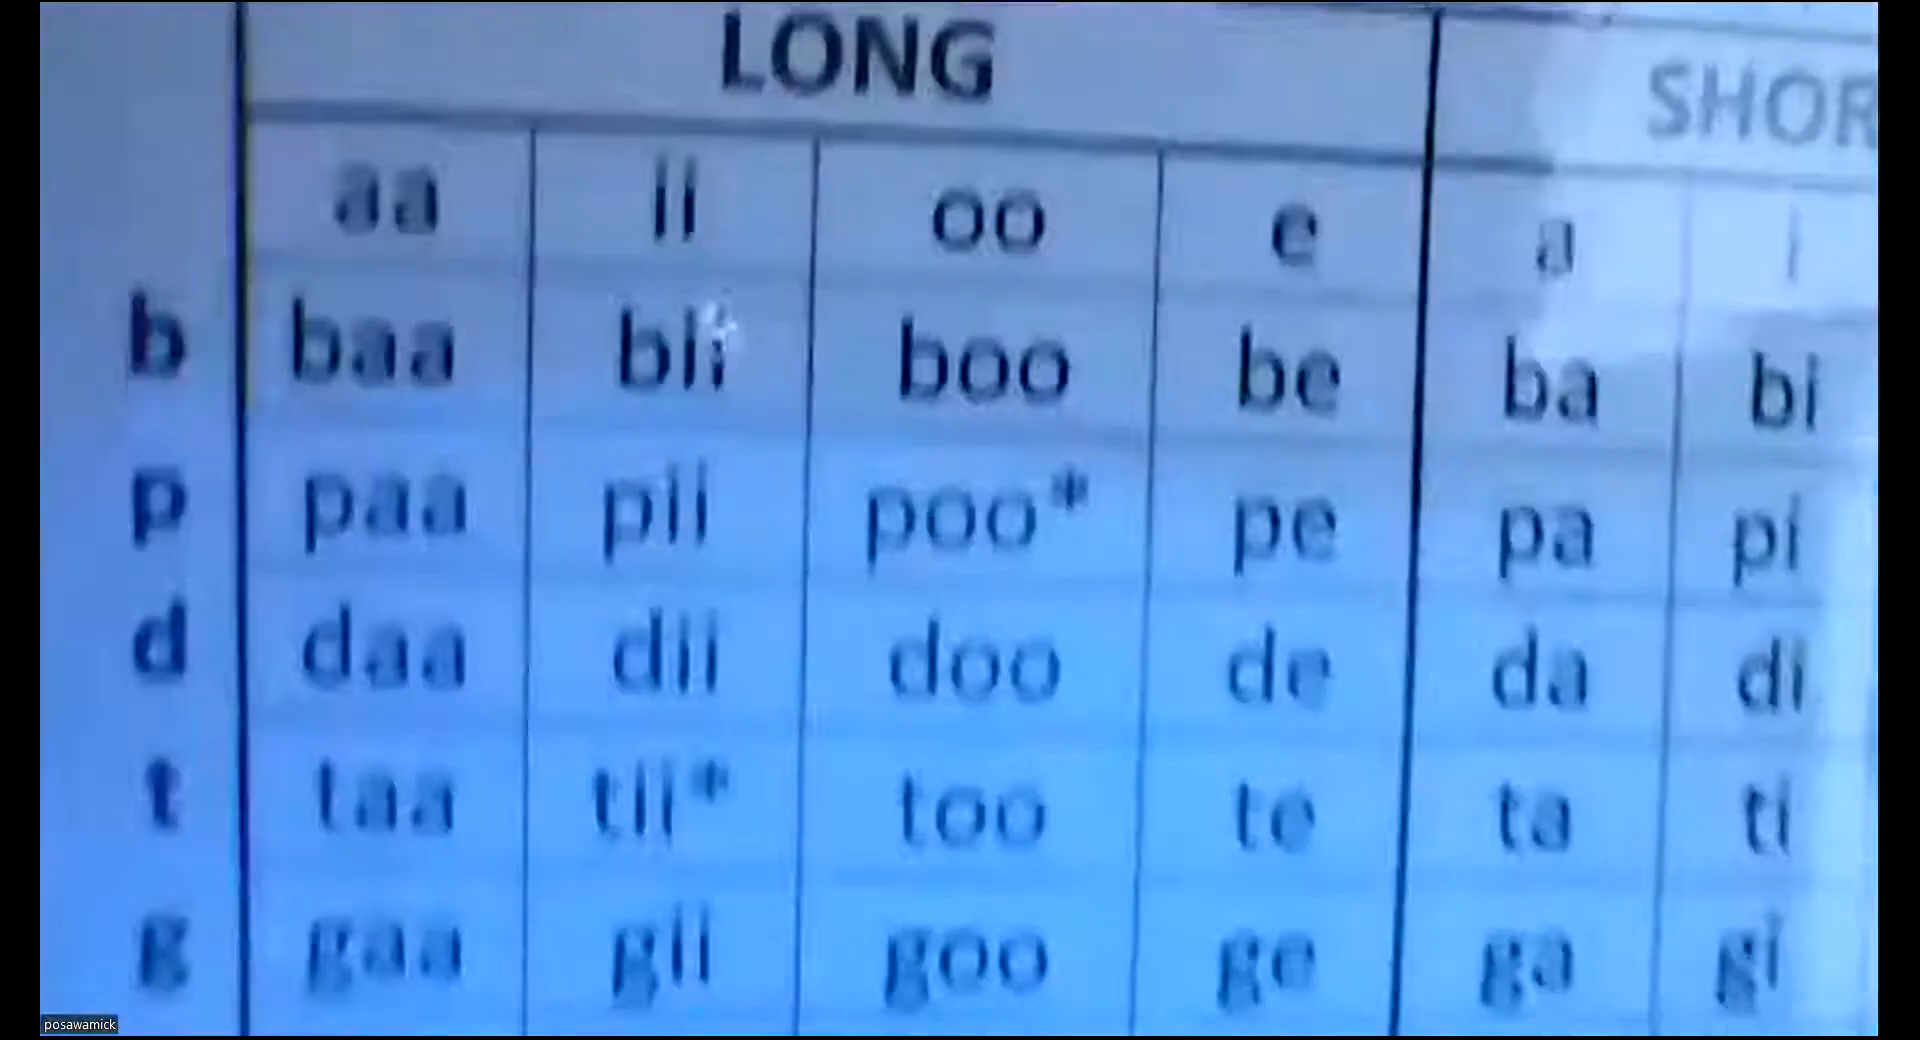 LONG SHOR
aa ii oo e a i
b baa bii boo be ba bi
p paa pii poo* pe pa pi
d daa dii doo de da di
t taa tii* too te ta ti
g gaa gii goo ge ga gi
posawamick